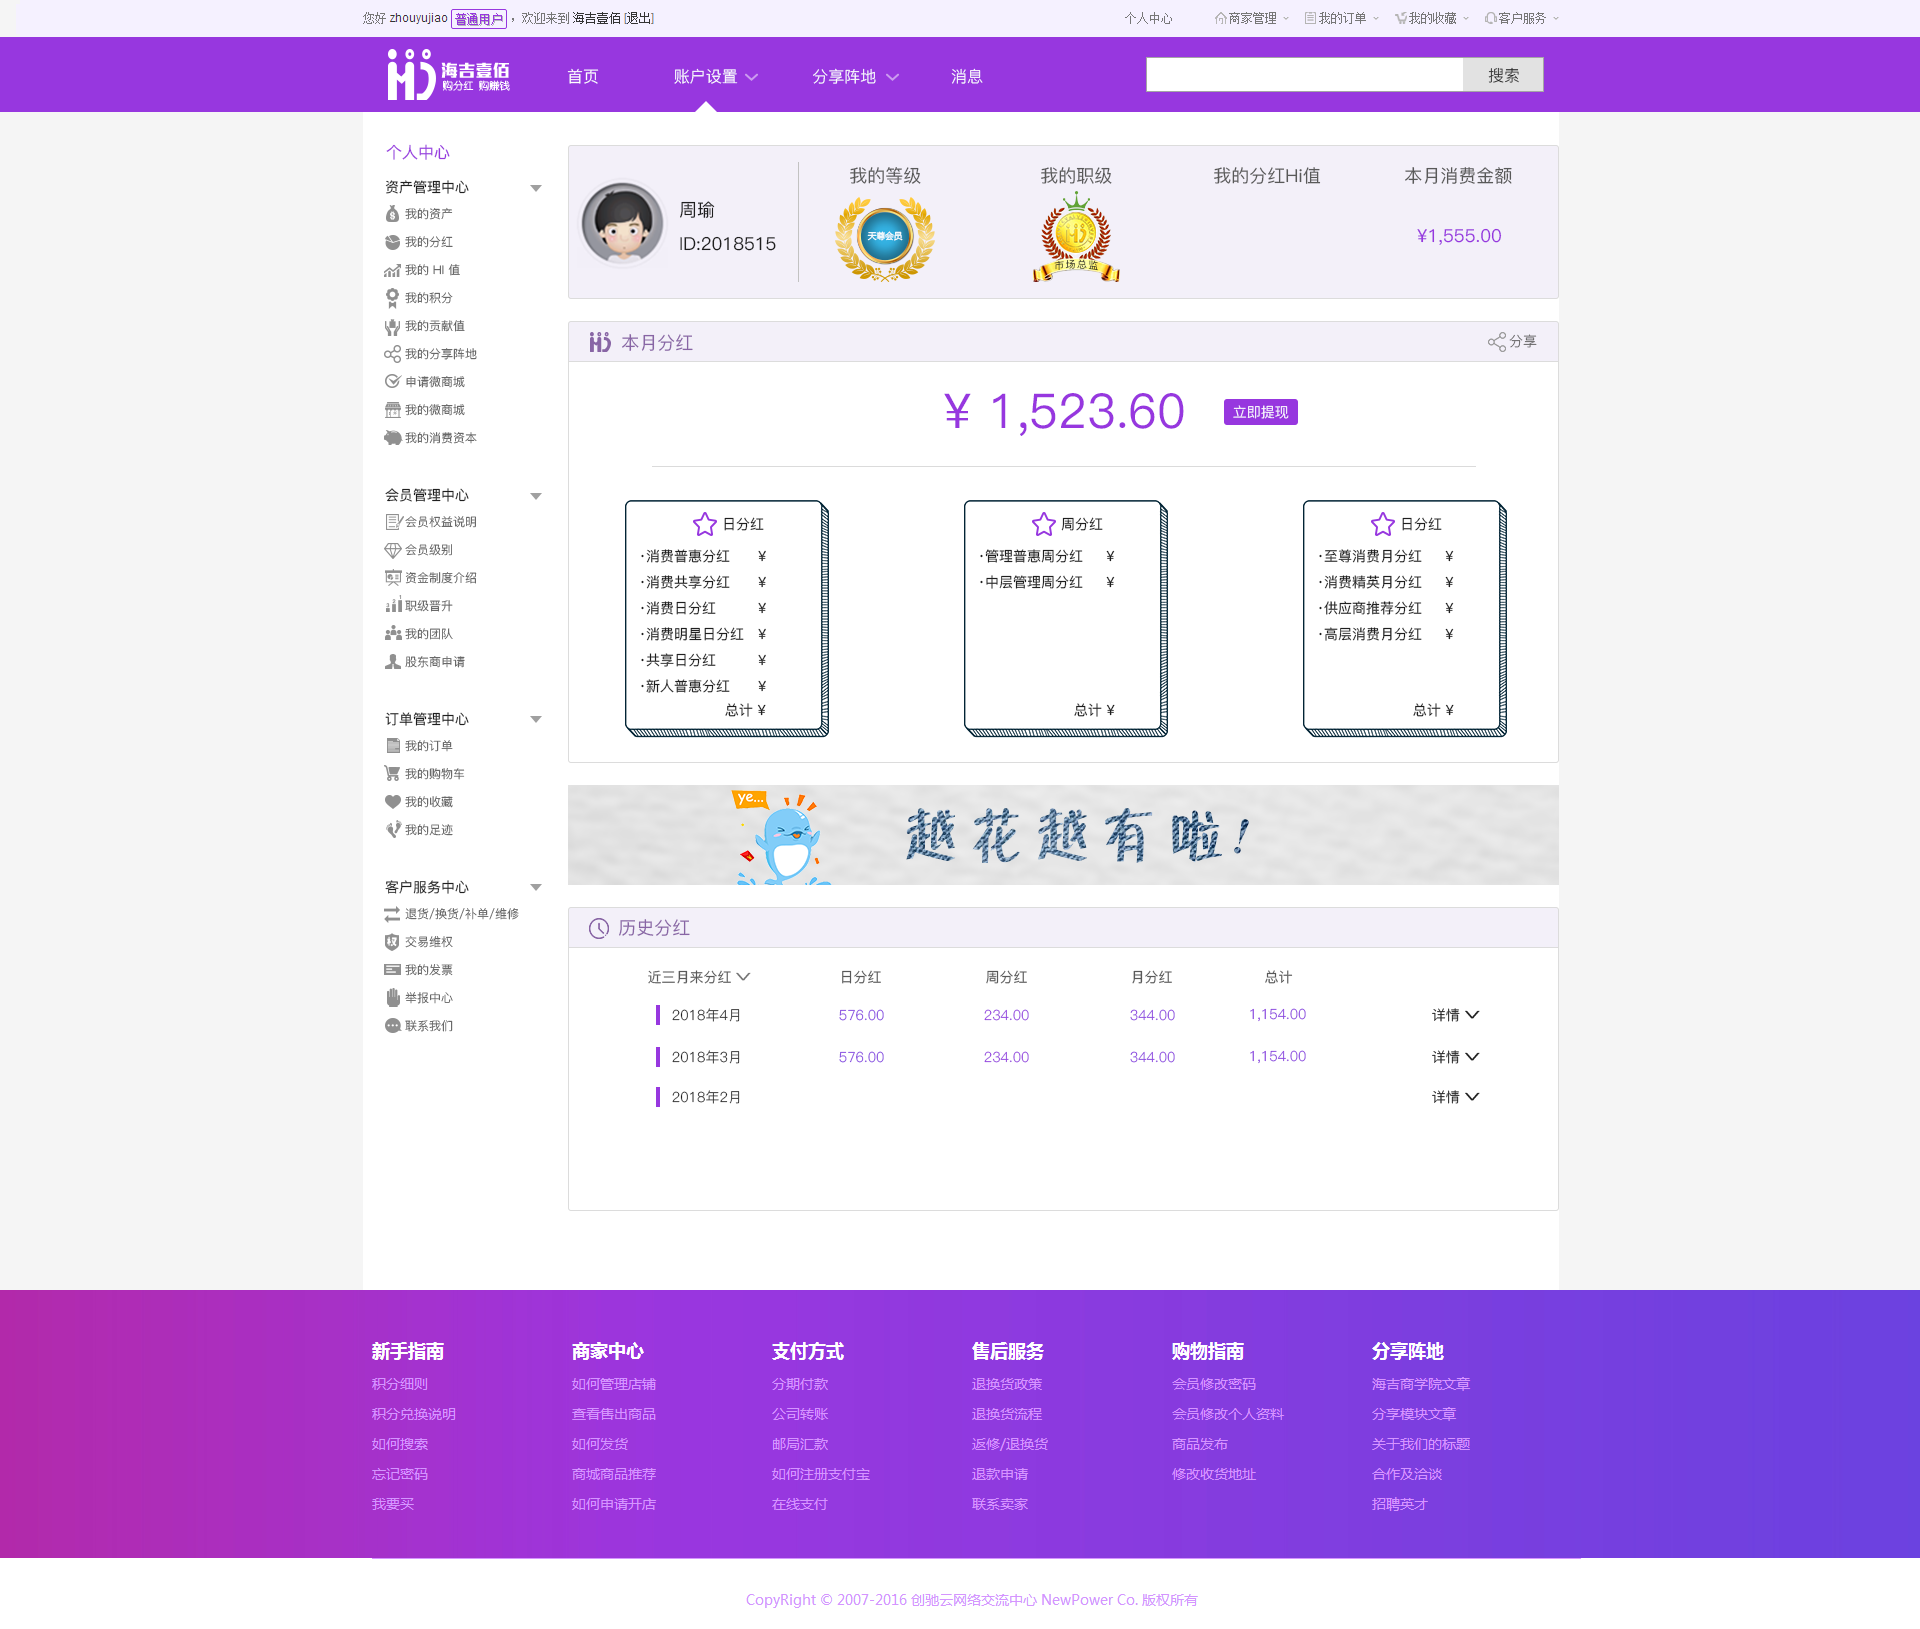 您好 zhouyujiao 普通用户，欢迎来到 海吉壹佰 [退出]
个人中心 商家管理 我的订单 我的收藏 客户服务
海吉壹佰
购分红 购赚钱
首页 账户设置 分享阵地 消息 搜索
个人中心
资产管理中心
我的资产
我的分红
我的 HI 值
我的积分
我的贡献值
我的分享阵地
申请微商城
我的微商城
我的消费资本
会员管理中心
会员权益说明
会员级别
资金制度介绍
职级晋升
我的团队
股东商申请
订单管理中心
我的订单
我的购物车
我的收藏
我的足迹
客户服务中心
退货/换货/补单/维修
交易维权
我的发票
举报中心
联系我们
周瑜
ID:2018515
我的等级 我的职级 我的分红Hi值 本月消费金额
天尊会员
市场总监
¥1,555.00
本月分红 分享
¥ 1,523.60 立即提现
日分红
·消费普惠分红 ¥
·消费共享分红 ¥
·消费日分红 ¥
·消费明星日分红 ¥
·共享日分红 ¥
·新人普惠分红 ¥
总计 ¥
周分红
·管理普惠周分红 ¥
·中层管理周分红 ¥
总计 ¥
日分红
·至尊消费月分红 ¥
·消费精英月分红 ¥
·供应商推荐分红 ¥
·高层消费月分红 ¥
总计 ¥
ye...
越花越有啦!
历史分红
近三月来分红 日分红 周分红 月分红 总计
2018年4月 576.00 234.00 344.00 1,154.00 详情
2018年3月 576.00 234.00 344.00 1,154.00 详情
2018年2月 详情
新手指南 商家中心 支付方式 售后服务 购物指南 分享阵地
积分细则 如何管理店铺 分期付款 退换货政策 会员修改密码 海吉商学院文章
积分兑换说明 查看售出商品 公司转账 退换货流程 会员修改个人资料 分享模块文章
如何搜索 如何发货 邮局汇款 返修/退换货 商品发布 关于我们的标题
忘记密码 商城商品推荐 如何注册支付宝 退款申请 修改收货地址 合作及洽谈
我要买 如何申请开店 在线支付 联系卖家 招聘英才
CopyRight © 2007-2016 创驰云网络交流中心 NewPower Co. 版权所有